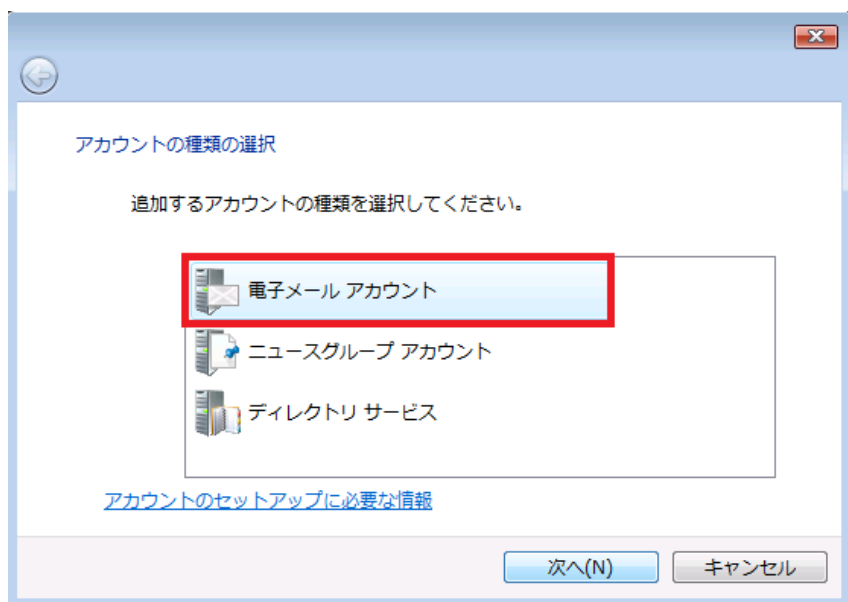 アカウントの種類の選択
追加するアカウントの種類を選択してください。
電子メール アカウント
ニュースグループ アカウント
ディレクトリ サービス
アカウントのセットアップに必要な情報
次へ(N)
キャンセル